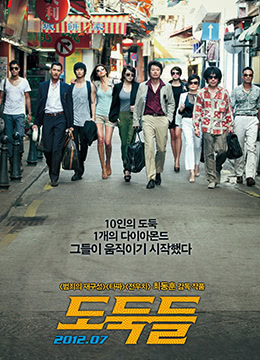 10인의 도둑
1개의 다이아몬드
그들이 움직이기 시작했다
<범죄의 재구성> <타짜> <전우치> 최동훈 감독 작품
도둑들
2012.07